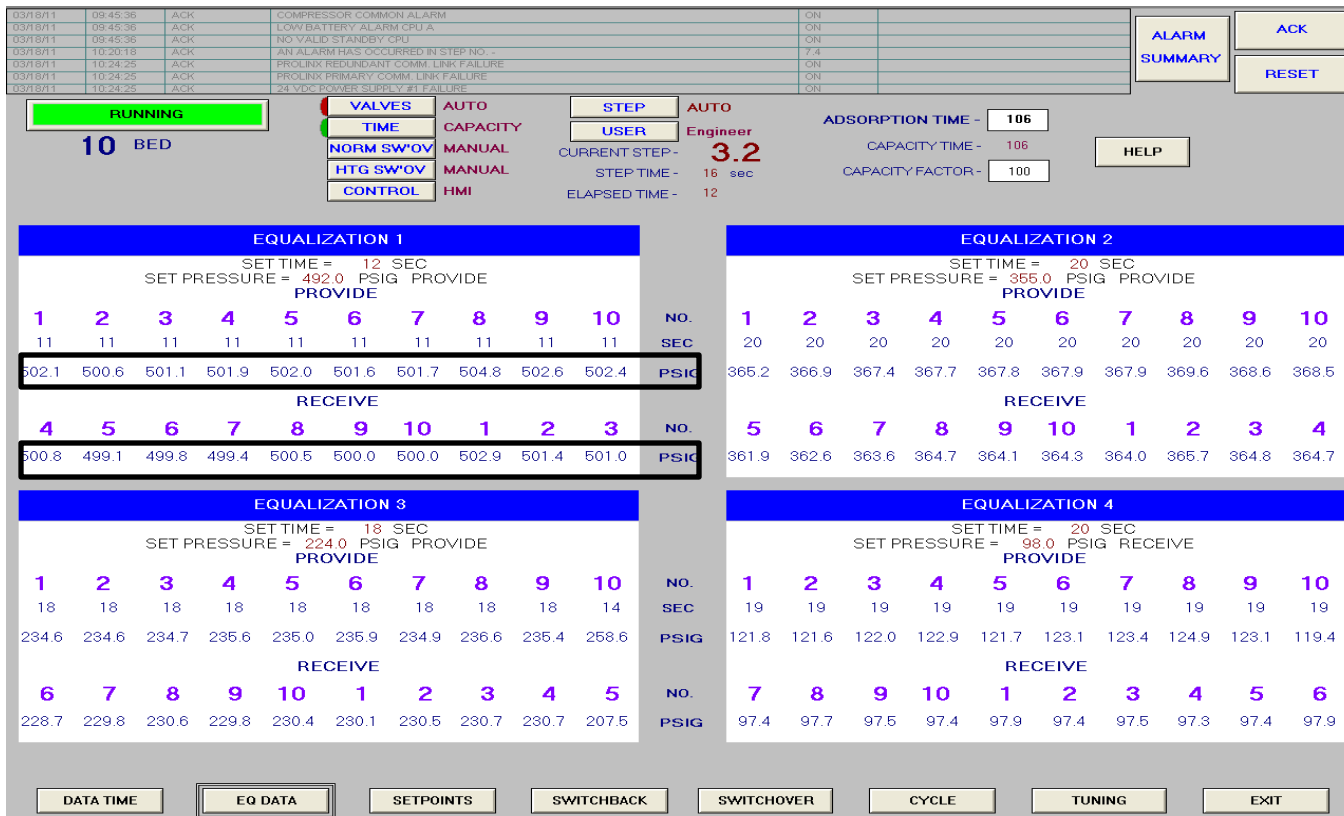 03/18/11 09:45:36 ACK COMPRESSOR COMMON ALARM ON
03/18/11 09:45:36 ACK LOW BATTERY ALARM CPU A ON
03/18/11 09:45:36 ACK NO VALID STANDBY CPU ON
03/18/11 10:20:18 ACK AN ALARM HAS OCCURRED IN STEP NO. - 7.4
03/18/11 10:24:25 ACK PROLINX REDUNDANT COMM. LINK FAILURE ON
03/18/11 10:24:25 ACK PROLINX PRIMARY COMM. LINK FAILURE ON
03/18/11 10:24:25 ACK 24 VDC POWER SUPPLY #1 FAILURE ON
ALARM SUMMARY
ACK
RESET
RUNNING
10 BED
VALVES AUTO
TIME CAPACITY
NORM SW'OV MANUAL
HTG SW'OV MANUAL
CONTROL HMI
STEP AUTO
USER Engineer
CURRENT STEP- 3.2
STEP TIME - 16 sec
ELAPSED TIME - 12
ADSORPTION TIME - 106
CAPACITY TIME - 106
CAPACITY FACTOR - 100
HELP
EQUALIZATION 1
SET TIME = 12 SEC
SET PRESSURE = 492.0 PSIG PROVIDE
PROVIDE
1 2 3 4 5 6 7 8 9 10 NO.
11 11 11 11 11 11 11 11 11 11 SEC
502.1 500.6 501.1 501.9 502.0 501.6 501.7 504.8 502.6 502.4 PSIG
RECEIVE
4 5 6 7 8 9 10 1 2 3 NO.
500.8 499.1 499.8 499.4 500.5 500.0 500.0 502.9 501.4 501.0 PSIG
EQUALIZATION 2
SET TIME = 20 SEC
SET PRESSURE = 355.0 PSIG PROVIDE
PROVIDE
1 2 3 4 5 6 7 8 9 10
20 20 20 20 20 20 20 20 20 20
365.2 366.9 367.4 367.7 367.8 367.9 367.9 369.6 368.6 368.5
RECEIVE
5 6 7 8 9 10 1 2 3 4
361.9 362.6 363.6 364.7 364.1 364.3 364.0 365.7 364.8 364.7
EQUALIZATION 3
SET TIME = 18 SEC
SET PRESSURE = 224.0 PSIG PROVIDE
PROVIDE
1 2 3 4 5 6 7 8 9 10 NO.
18 18 18 18 18 18 18 18 18 14 SEC
234.6 234.6 234.7 235.6 235.0 235.9 234.9 236.6 235.4 258.6 PSIG
RECEIVE
6 7 8 9 10 1 2 3 4 5 NO.
228.7 229.8 230.6 229.8 230.4 230.1 230.5 230.7 230.7 207.5 PSIG
EQUALIZATION 4
SET TIME = 20 SEC
SET PRESSURE = 98.0 PSIG RECEIVE
PROVIDE
1 2 3 4 5 6 7 8 9 10
19 19 19 19 19 19 19 19 19 19
121.8 121.6 122.0 122.9 121.7 123.1 123.4 124.9 123.1 119.4
RECEIVE
7 8 9 10 1 2 3 4 5 6
97.4 97.7 97.5 97.4 97.9 97.4 97.5 97.3 97.4 97.9
DATA TIME EQ DATA SETPOINTS SWITCHBACK SWITCHOVER CYCLE TUNING EXIT